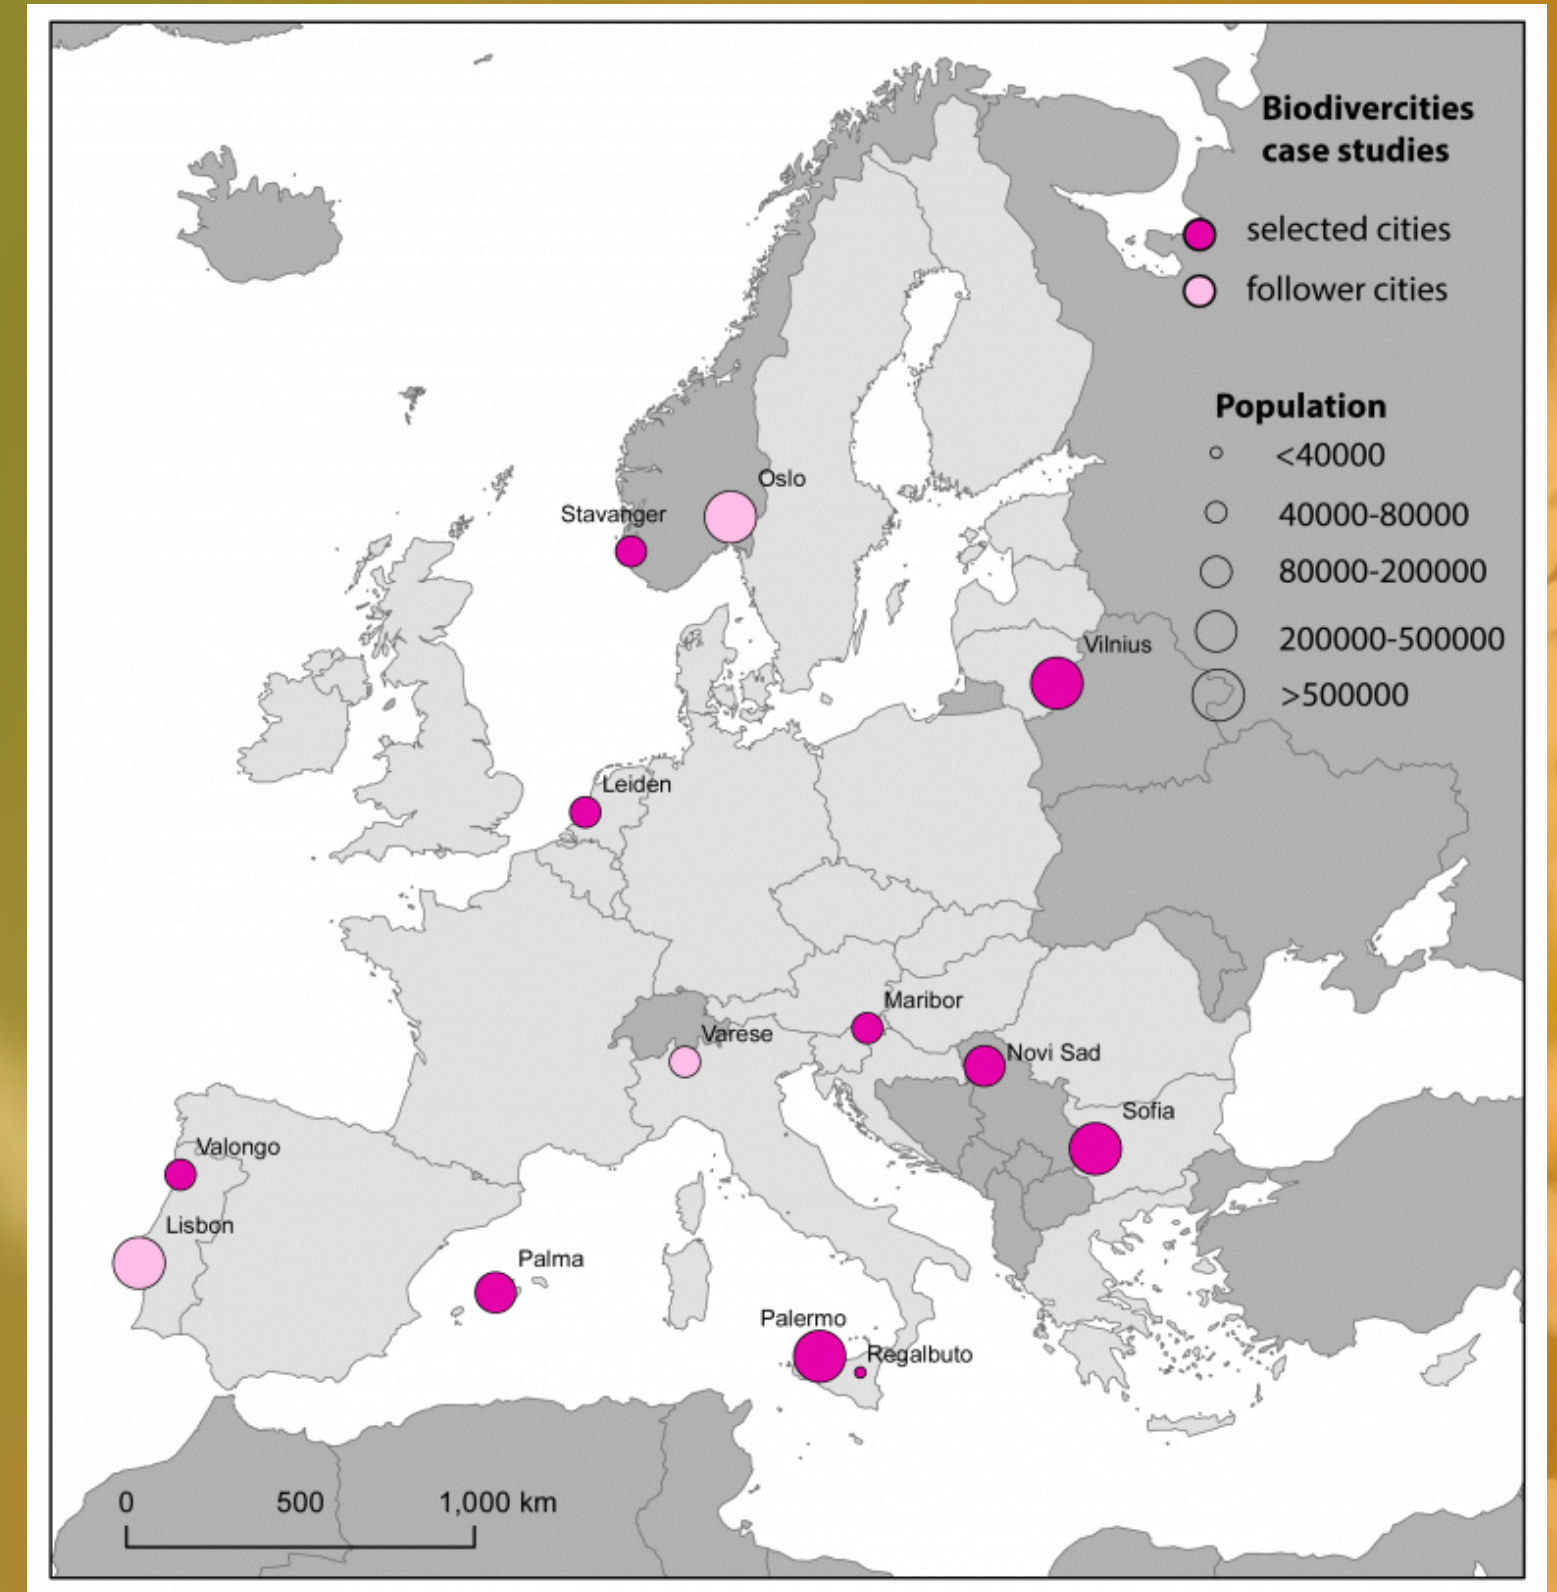 Biodivercities
case studies
selected cities
follower cities
Population
<40000
40000-80000
80000-200000
200000-500000
>500000
Oslo
Stavanger
Vilnius
Leiden
Maribor
Varese
Novi Sad
Sofia
Valongo
Lisbon
Palma
Palermo
Regalbuto
0 500 1,000 km